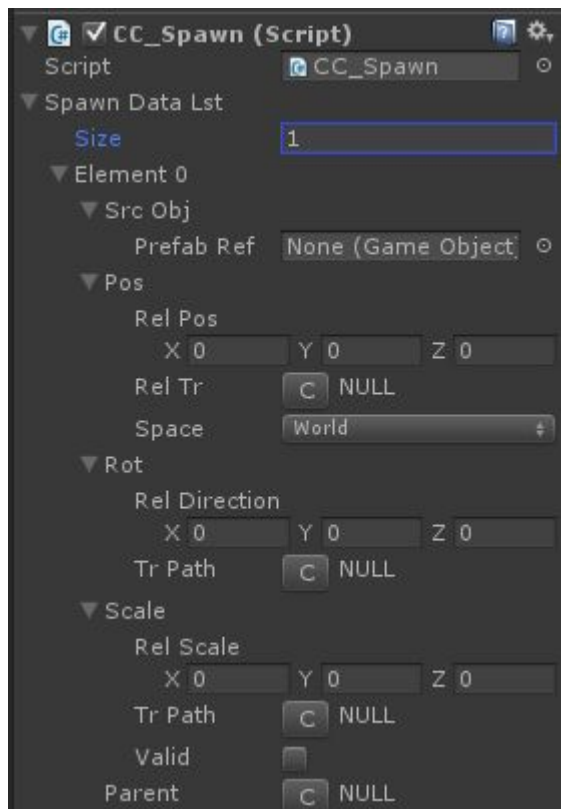 CC_Spawn (Script)
Script CC_Spawn
Spawn Data Lst
Size 1
Element 0
Src Obj
Prefab Ref None (Game Object)
Pos
Rel Pos
X 0 Y 0 Z 0
Rel Tr C NULL
Space World
Rot
Rel Direction
X 0 Y 0 Z 0
Tr Path C NULL
Scale
Rel Scale
X 0 Y 0 Z 0
Tr Path C NULL
Valid
Parent C NULL